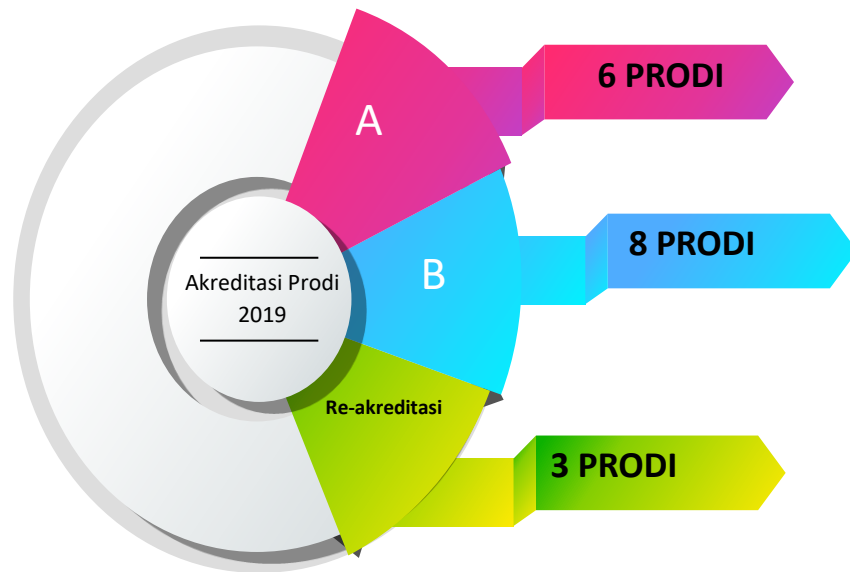 A
6 PRODI
B
8 PRODI
Akreditasi Prodi
2019
Re-akreditasi
3 PRODI